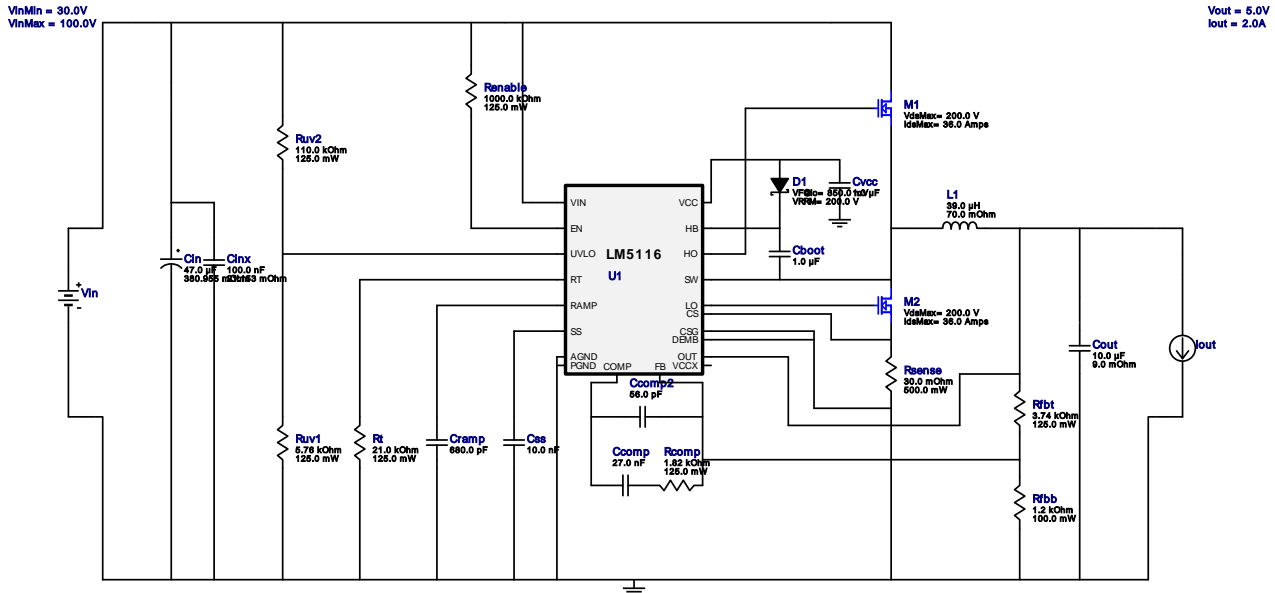 VinMin = 30.0V
VinMax = 100.0V
Vout = 5.0V
Iout = 2.0A
Renable
1000.0 kOhm
125.0 mW
M1
VdsMax= 200.0 V
IdsMax= 36.0 Amps
Ruv2
110.0 kOhm
125.0 mW
D1
VRRM= 200.0 V
Cvcc
L1
39.0 µH
70.0 mOhm
VIN
EN
UVLO
RT
RAMP
SS
AGND
PGND
COMP
FB
VCC
HB
HO
SW
LO
CS
CSG
DEMB
OUT
VCCX
LM5116
U1
Cboot
1.0 µF
Cin
47.0 µF
Cinx
100.0 nF
Vin
M2
VdsMax= 200.0 V
IdsMax= 36.0 Amps
Cout
10.0 µF
9.0 mOhm
Iout
Rsense
30.0 mOhm
500.0 mW
Ccomp2
56.0 pF
Rfbt
3.74 kOhm
125.0 mW
Ruv1
5.76 kOhm
125.0 mW
Rt
21.0 kOhm
125.0 mW
Cramp
680.0 pF
Css
10.0 nF
Ccomp
27.0 nF
Rcomp
1.82 kOhm
125.0 mW
Rfbb
1.2 kOhm
100.0 mW